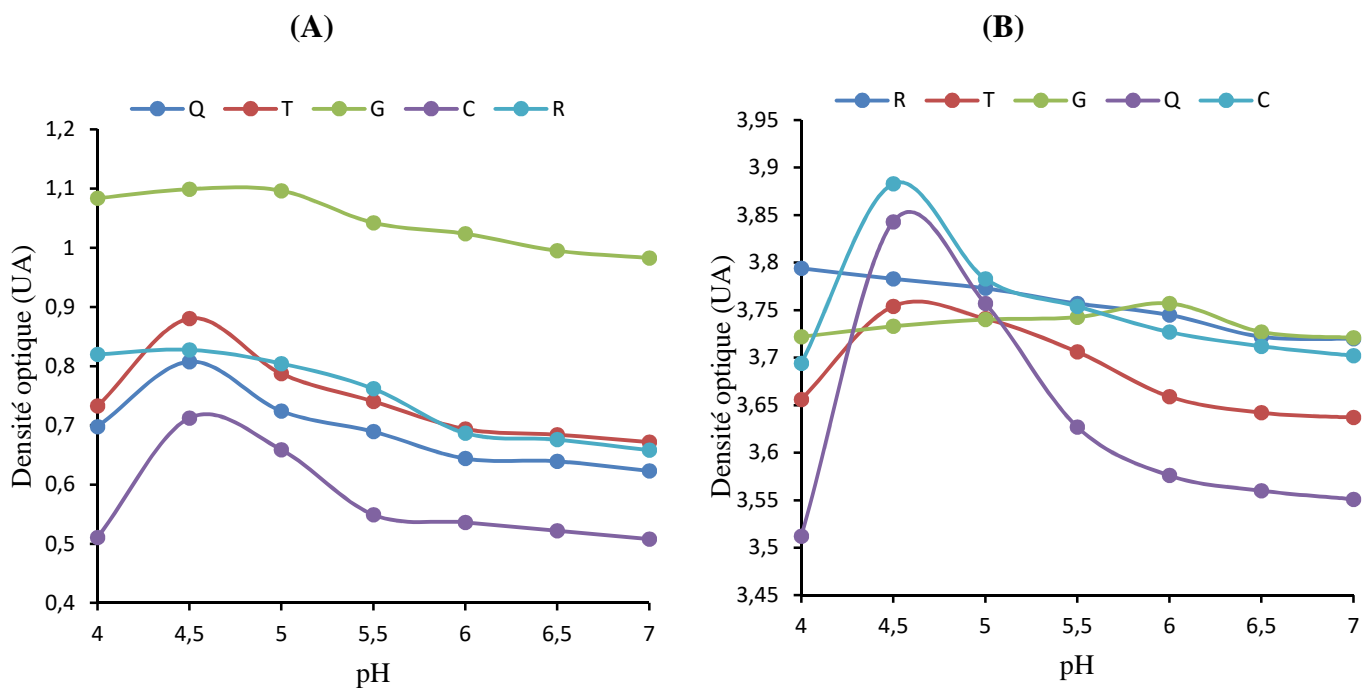 (A)
Q T G C R
Densité optique (UA)
1,2
1,1
1
0,9
0,8
0,7
0,6
0,5
0,4
4 4,5 5 5,5 6 6,5 7
pH
(B)
R T G Q C
Densité optique (UA)
3,95
3,9
3,85
3,8
3,75
3,7
3,65
3,6
3,55
3,5
3,45
4 4,5 5 5,5 6 6,5 7
pH